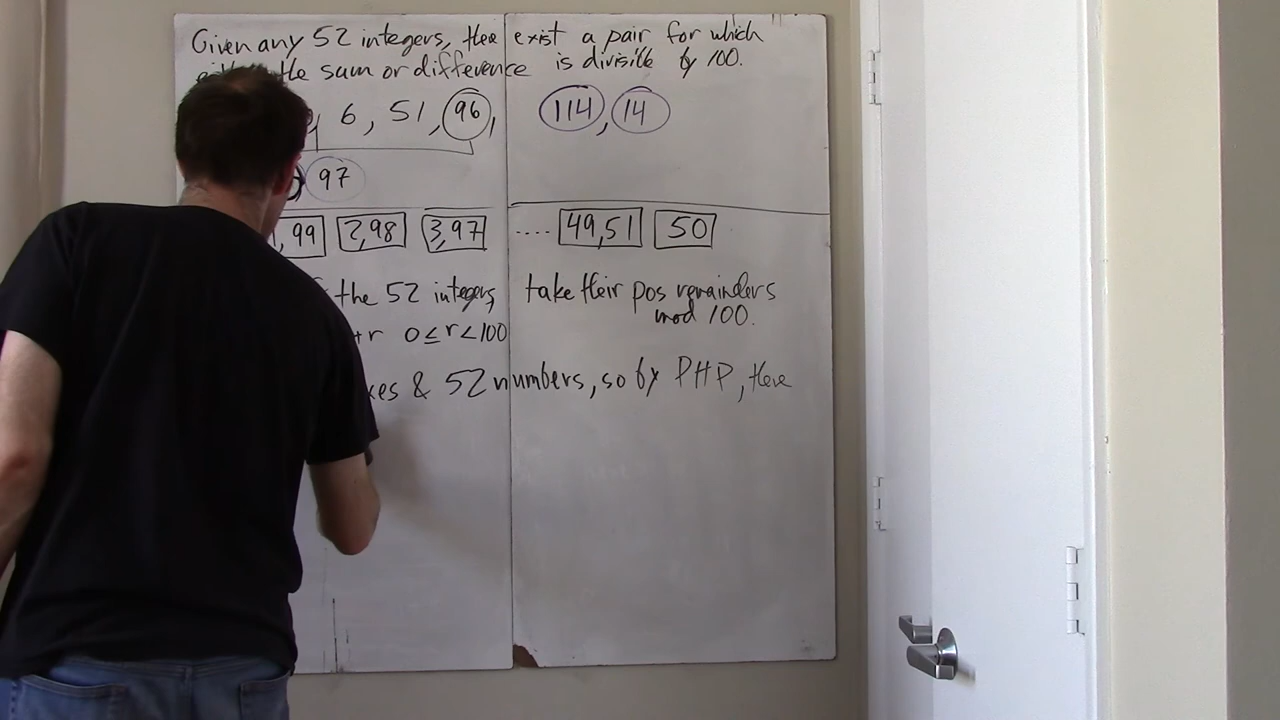 Given any 52 integers, there exist a pair for which
the sum or difference is divisible by 100.
6, 51, 96, 114, 14
97
, 99 2,98 3,97 .... 49,51 50
the 52 integers, take their pos remainders
mod 100.
+r 0≤r<100
xes & 52 numbers, so by PHP, there